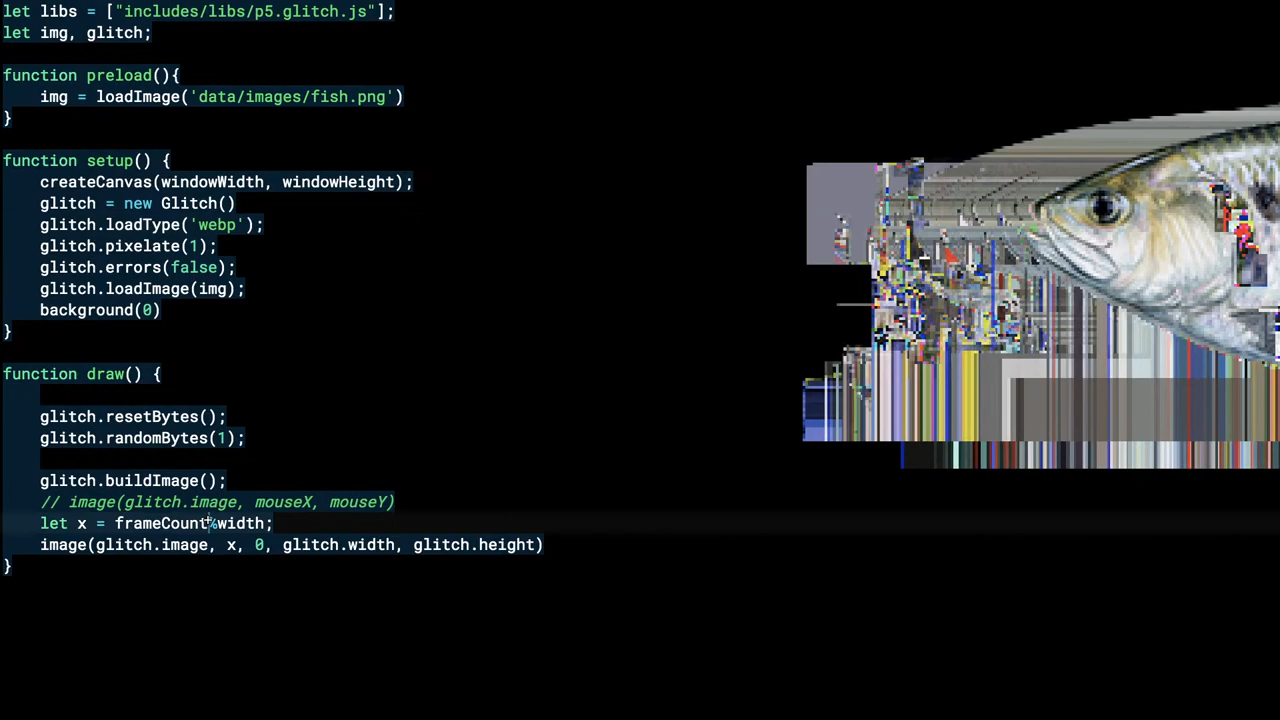 let libs = ["includes/libs/p5.glitch.js"];
let img, glitch;
function preload(){
img = loadImage('data/images/fish.png')
}
function setup() {
createCanvas(windowWidth, windowHeight);
glitch = new Glitch()
glitch.loadType('webp');
glitch.pixelate(1);
glitch.errors(false);
glitch.loadImage(img);
background(0)
}
function draw() {
glitch.resetBytes();
glitch.randomBytes(1);
glitch.buildImage();
// image(glitch.image, mouseX, mouseY)
let x = frameCount%width;
image(glitch.image, x, 0, glitch.width, glitch.height)
}